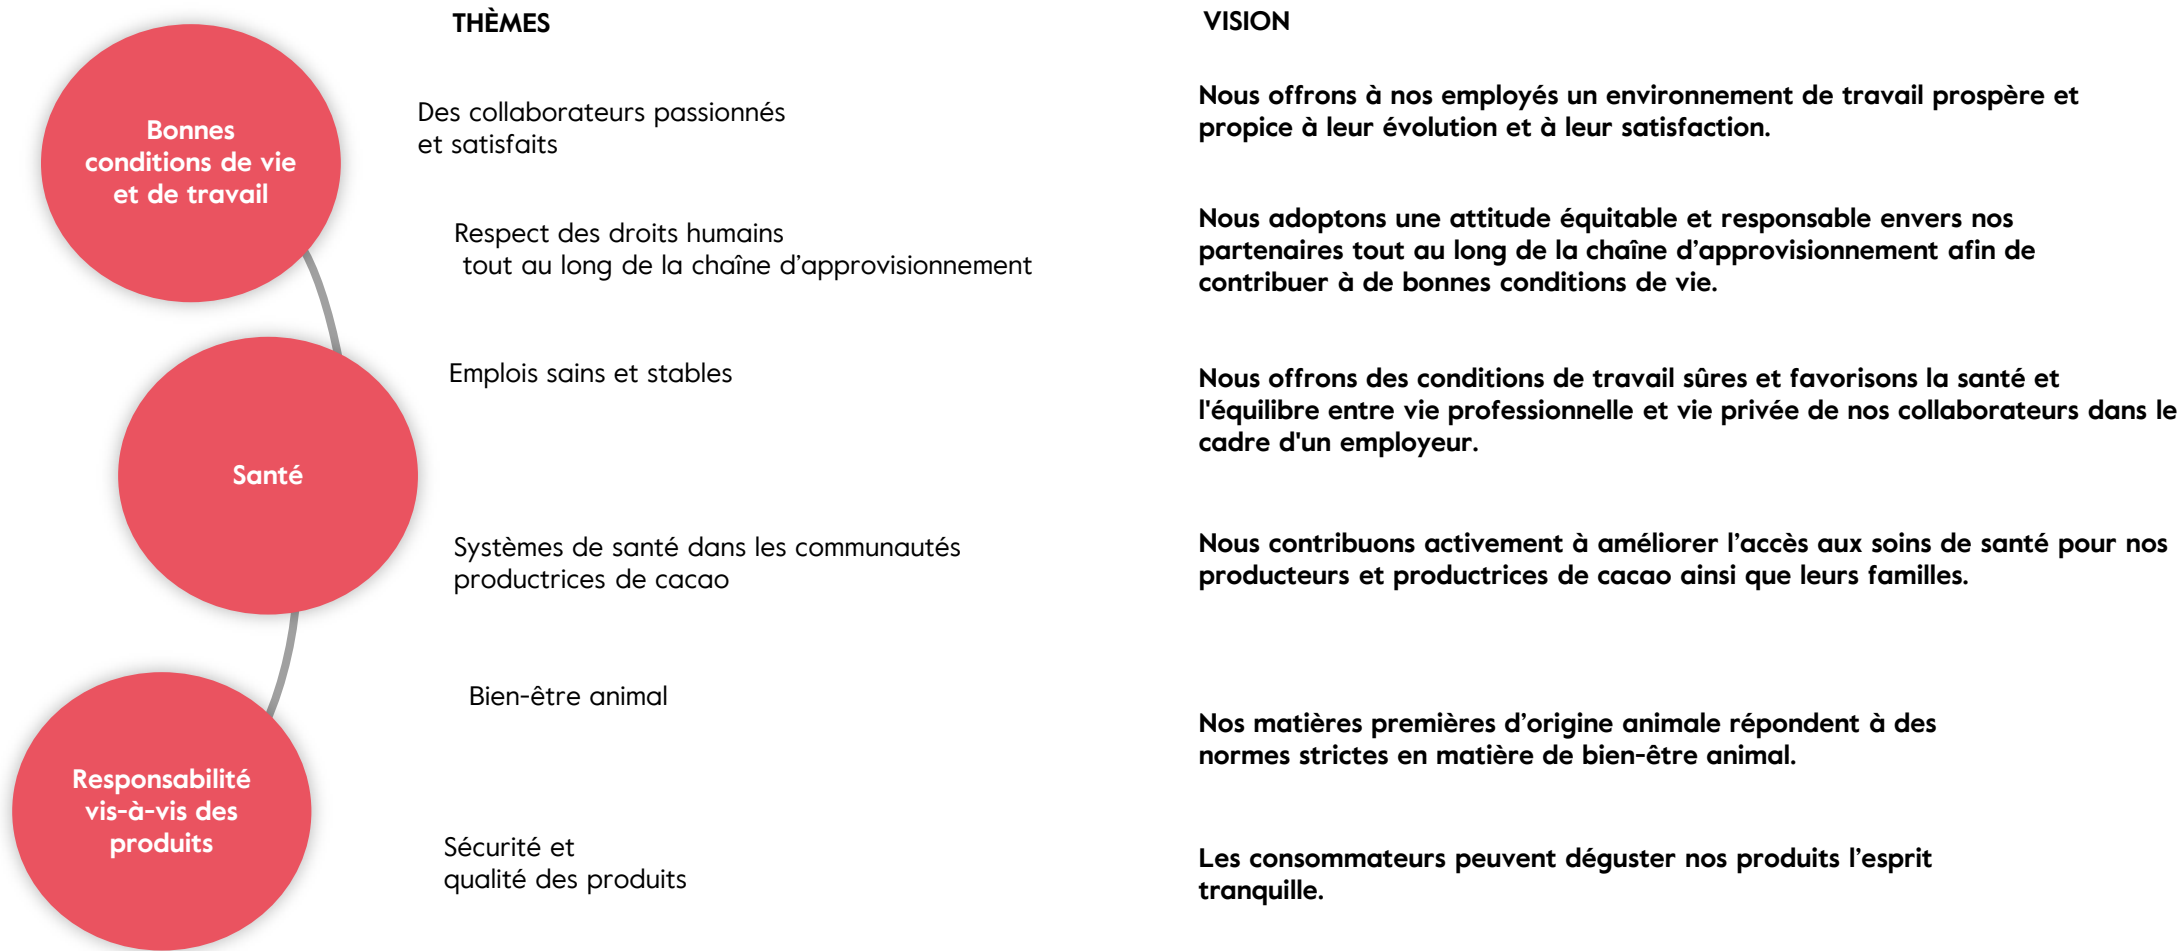 THÈMES
VISION
Bonnes
conditions de vie
et de travail
Des collaborateurs passionnés
et satisfaits
Nous offrons à nos employés un environnement de travail prospère et
propice à leur évolution et à leur satisfaction.
Respect des droits humains
tout au long de la chaîne d’approvisionnement
Nous adoptons une attitude équitable et responsable envers nos
partenaires tout au long de la chaîne d’approvisionnement afin de
contribuer à de bonnes conditions de vie.
Santé
Emplois sains et stables
Nous offrons des conditions de travail sûres et favorisons la santé et
l'équilibre entre vie professionnelle et vie privée de nos collaborateurs dans le
cadre d'un employeur.
Systèmes de santé dans les communautés
productrices de cacao
Nous contribuons activement à améliorer l’accès aux soins de santé pour nos
producteurs et productrices de cacao ainsi que leurs familles.
Responsabilité
vis-à-vis des
produits
Bien-être animal
Nos matières premières d’origine animale répondent à des
normes strictes en matière de bien-être animal.
Sécurité et
qualité des produits
Les consommateurs peuvent déguster nos produits l’esprit
tranquille.